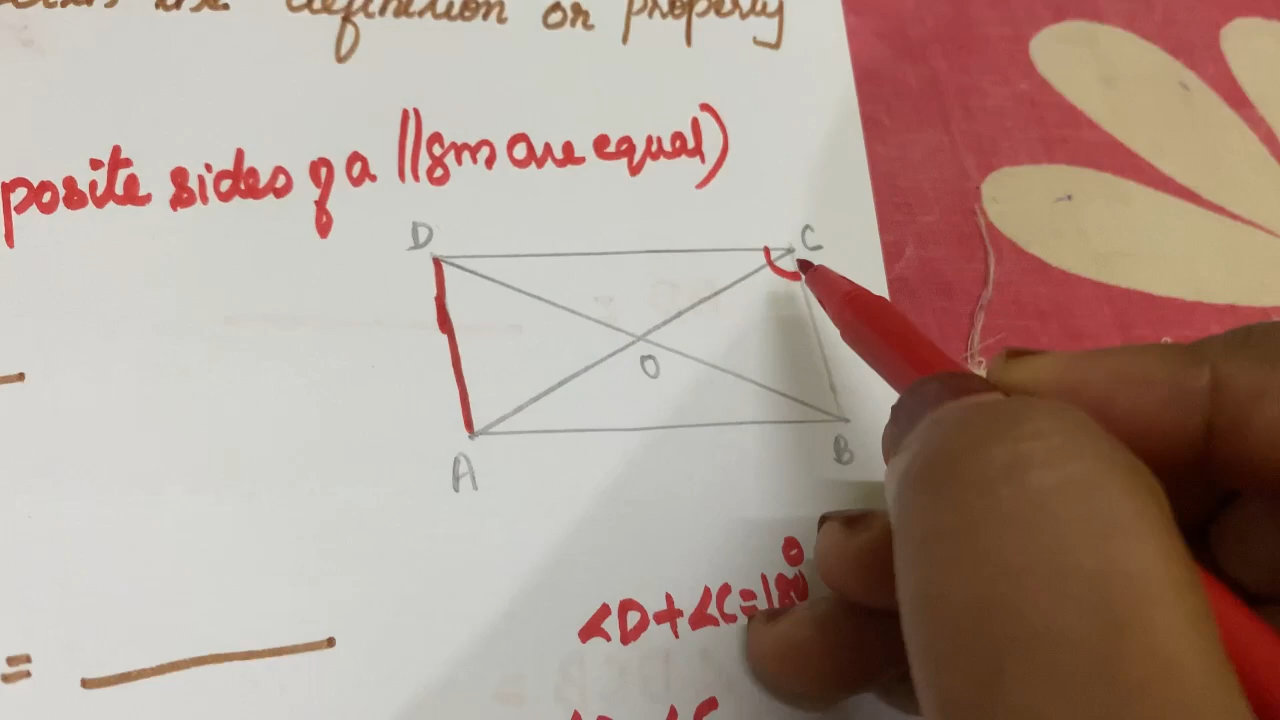 definition or property
posite sides of a ||gm are equal)
D C
O
A B
∠D+∠C=180°
=